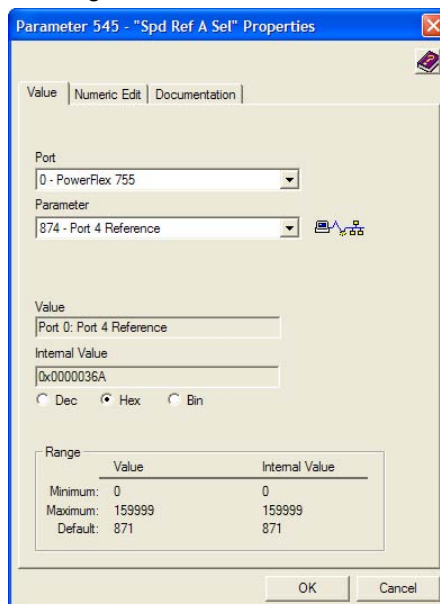 Parameter 545 - "Spd Ref A Sel" Properties
Value Numeric Edit Documentation
Port
0 - PowerFlex 755
Parameter
874 - Port 4 Reference
Value
Port 0: Port 4 Reference
Internal Value
0x0000036A
Dec Hex Bin
Range
Value Internal Value
Minimum: 0 0
Maximum: 159999 159999
Default: 871 871
OK Cancel